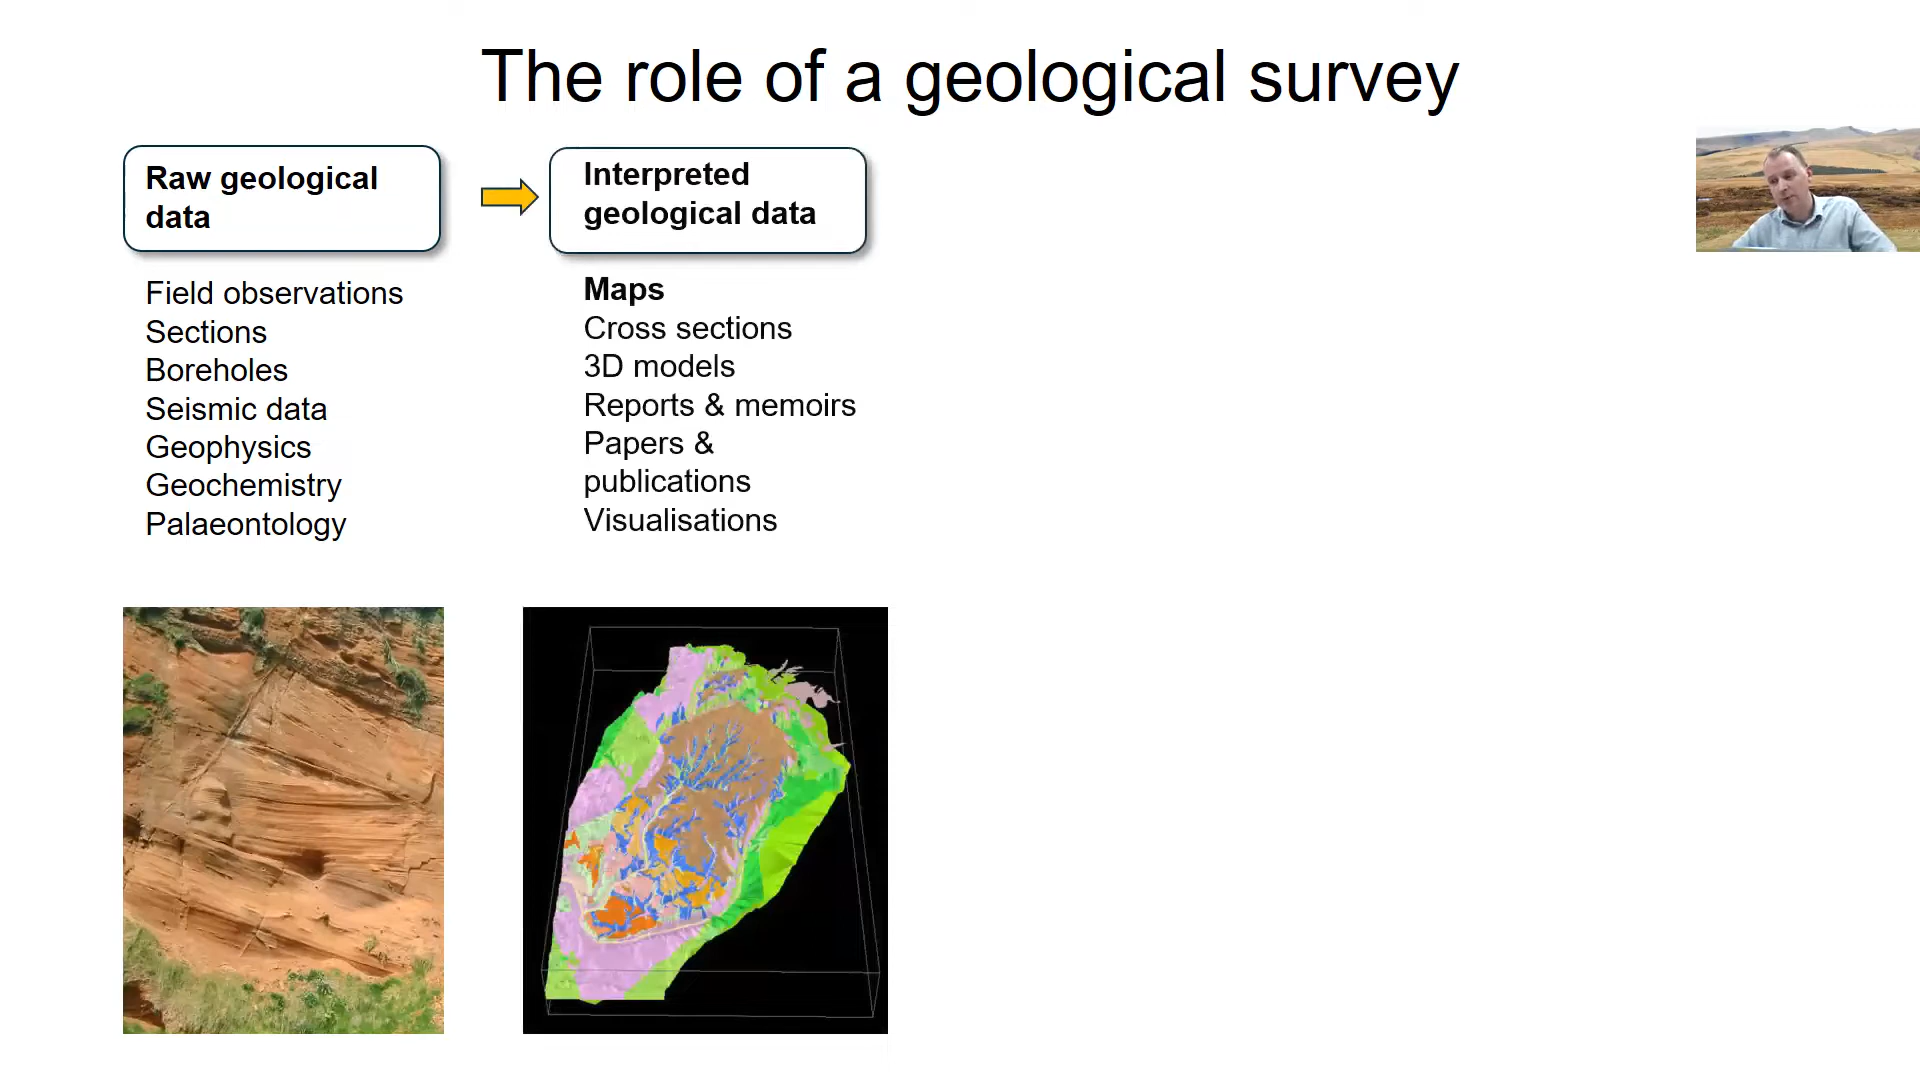 The role of a geological survey
Raw geological
data
Field observations
Sections
Boreholes
Seismic data
Geophysics
Geochemistry
Palaeontology
Interpreted
geological data
Maps
Cross sections
3D models
Reports & memoirs
Papers &
publications
Visualisations